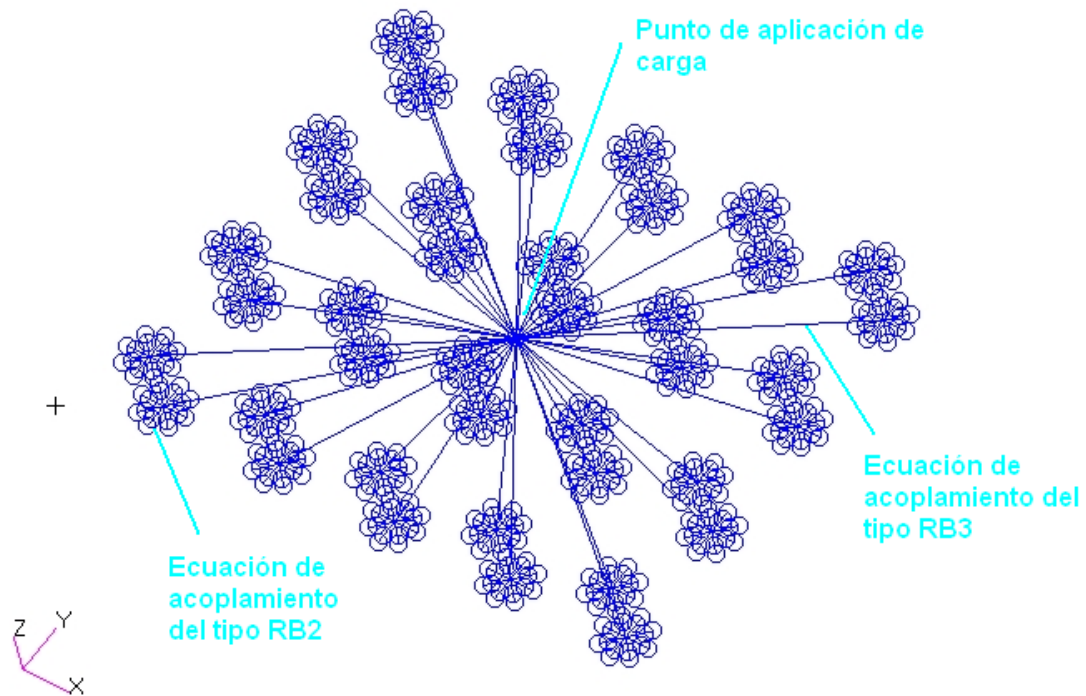 Punto de aplicación de
carga
Ecuación de
acoplamiento del
tipo RB3
Ecuación de
acoplamiento
del tipo RB2
Z
Y
X